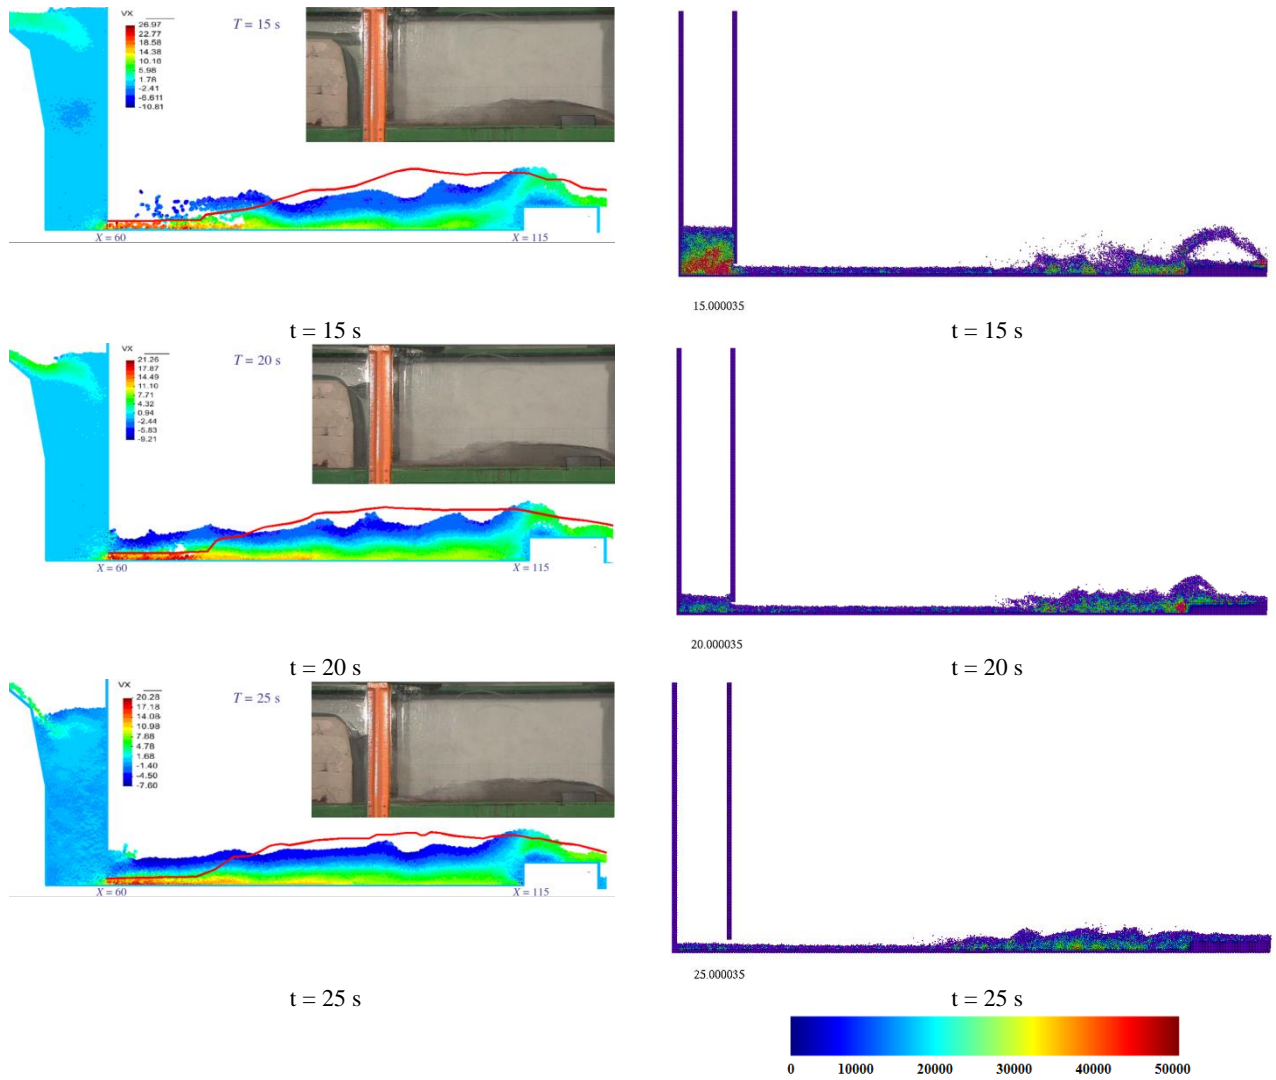 VX
26.97
22.77
18.58
14.38
10.18
5.98
1.78
-2.41
-6.611
-10.81
T = 15 s
X = 60
X = 115
t = 15 s
15.000035
t = 15 s
VX
21.26
17.87
14.49
11.10
7.71
4.32
0.94
-2.44
-5.83
-9.21
T = 20 s
X = 60
X = 115
t = 20 s
20.000035
t = 20 s
VX
20.28
17.18
14.08
10.98
7.88
4.78
1.68
-1.40
-4.50
-7.60
T = 25 s
X = 60
X = 115
t = 25 s
25.000035
t = 25 s
0 10000 20000 30000 40000 50000